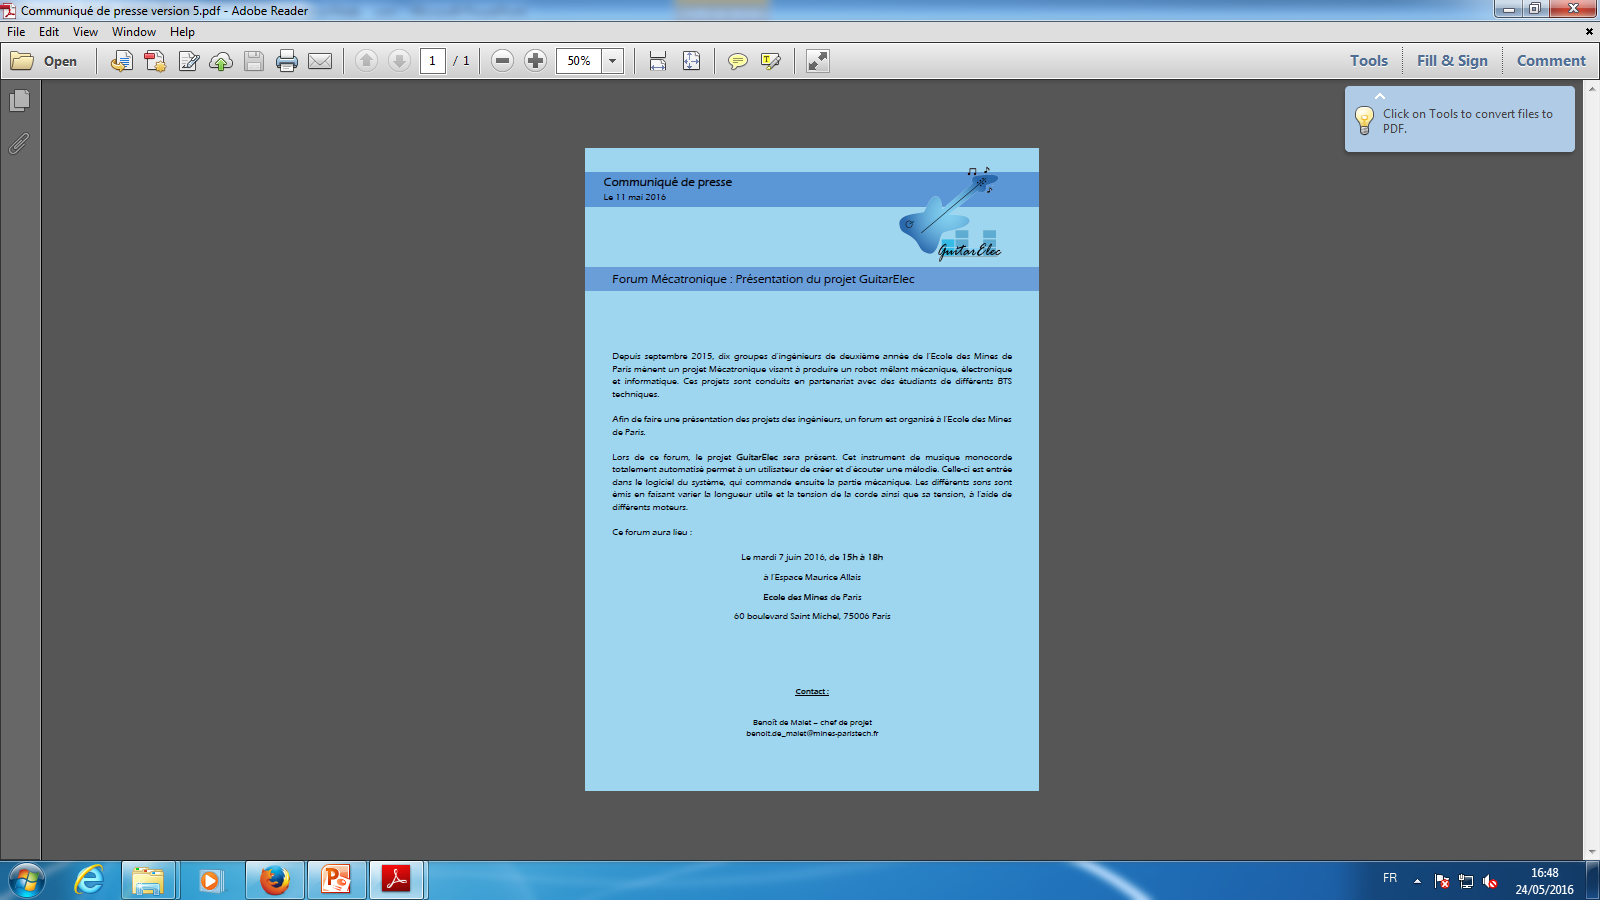 Communiqué de presse version 5.pdf - Adobe Reader
File Edit View Window Help
Open
1 / 1
50%
Tools Fill & Sign Comment
Click on Tools to convert files to
PDF.
Communiqué de presse
Le 11 mai 2016
GuitarElec
Forum Mécatronique : Présentation du projet GuitarElec
Depuis septembre 2015, dix groupes d'ingénieurs de deuxième année de l'Ecole des Mines de
Paris mènent un projet Mécatronique visant à produire un robot mêlant mécanique, électronique
et informatique. Ces projets sont conduits en partenariat avec des étudiants de différents BTS
techniques.
Afin de faire une présentation des projets des ingénieurs, un forum est organisé à l'Ecole des Mines
de Paris.
Lors de ce forum, le projet GuitarElec sera présent. Cet instrument de musique monocorde
totalement automatisé permet à un utilisateur de créer et d'écouter une mélodie. Celle-ci est entrée
dans le logiciel du système, qui commande ensuite la partie mécanique. Les différents sons sont
émis en faisant varier la longueur utile et la tension de la corde ainsi que sa tension, à l'aide de
différents moteurs.
Ce forum aura lieu :
Le mardi 7 juin 2016, de 15h à 18h
à l'Espace Maurice Allais
Ecole des Mines de Paris
60 boulevard Saint Michel, 75006 Paris
Contact :
Benoît de Malet – chef de projet
benoit.de_malet@mines-paristech.fr
FR
16:48
24/05/2016